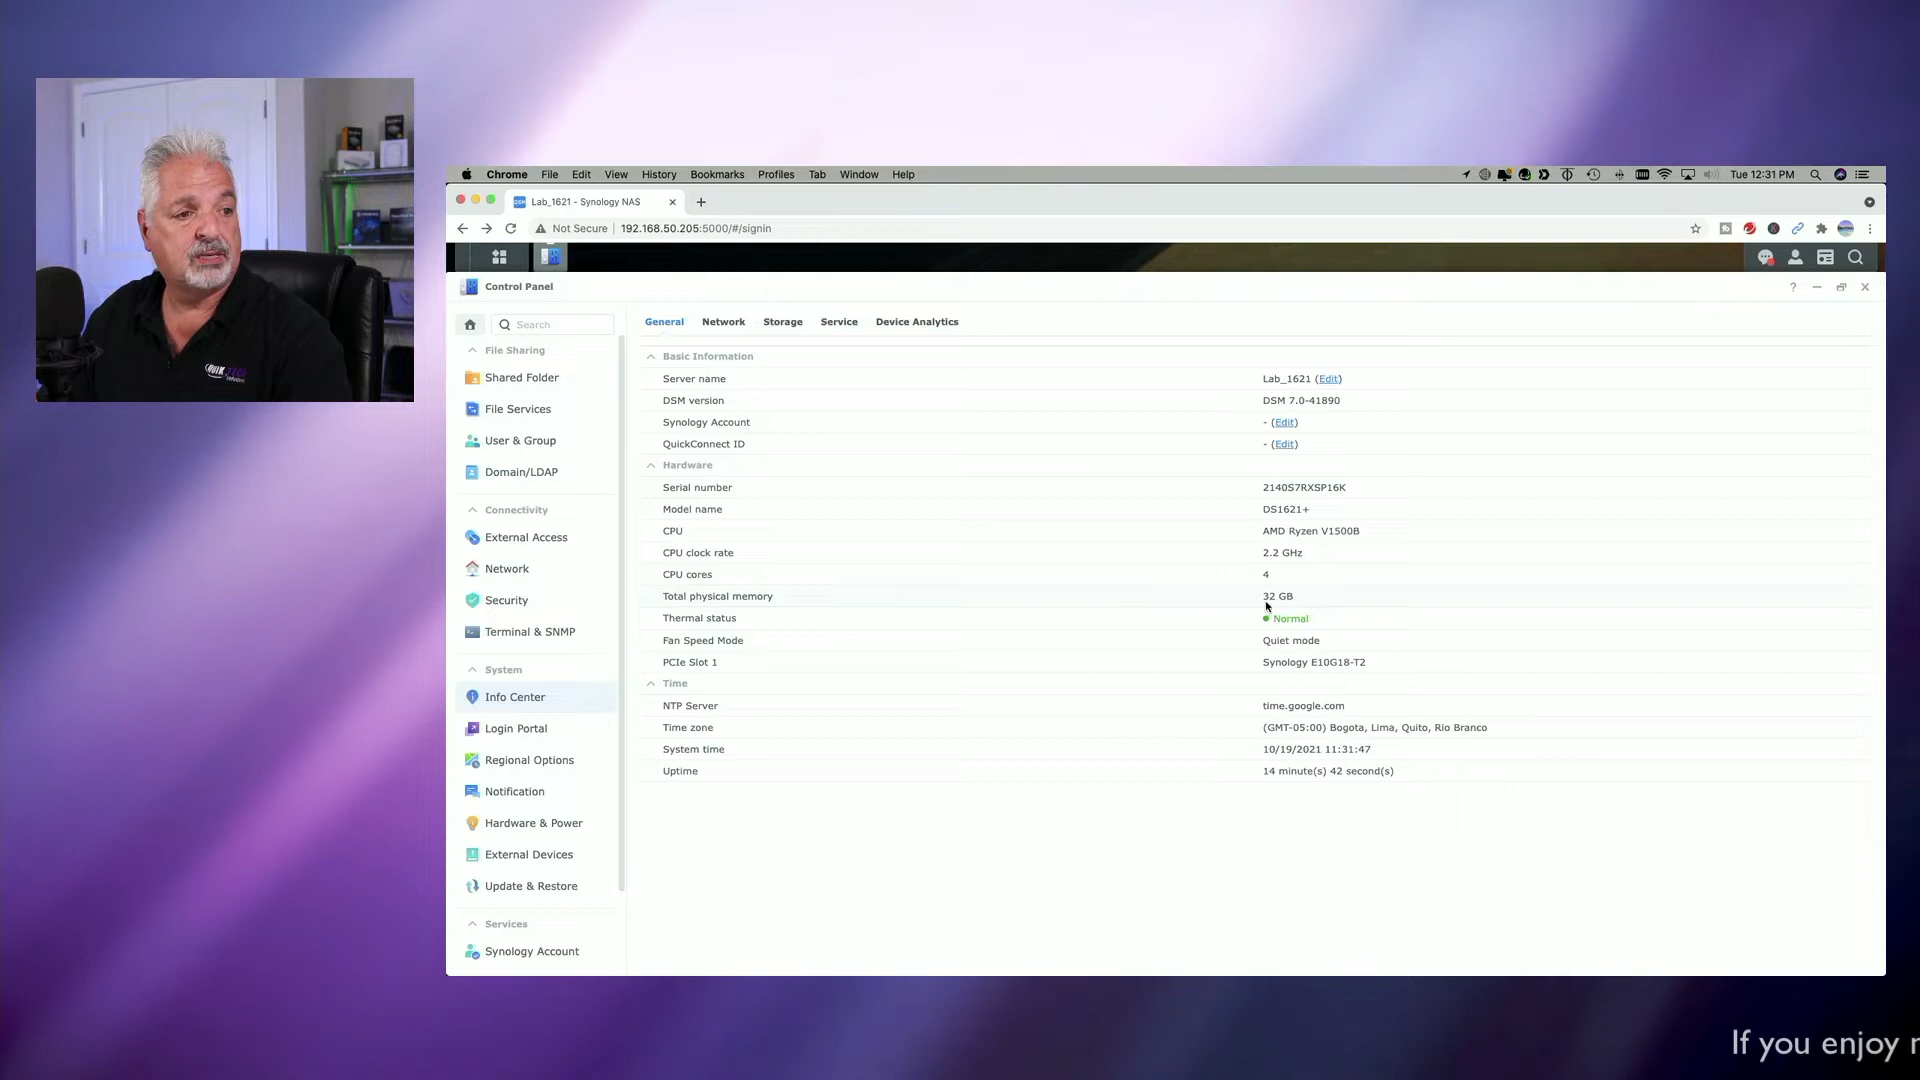 Chrome File Edit View History Bookmarks Profiles Tab Window Help Tue 12:31 PM
Lab_1621 - Synology NAS
Not Secure 192.168.50.205:5000/#/signin
Control Panel
Search
General Network Storage Service Device Analytics
File Sharing
Shared Folder
File Services
User & Group
Domain/LDAP
Connectivity
External Access
Network
Security
Terminal & SNMP
System
Info Center
Login Portal
Regional Options
Notification
Hardware & Power
External Devices
Update & Restore
Services
Synology Account
Basic Information
Server name Lab_1621 (Edit)
DSM version DSM 7.0-41890
Synology Account - (Edit)
QuickConnect ID - (Edit)
Hardware
Serial number 2140S7RXSP16K
Model name DS1621+
CPU AMD Ryzen V1500B
CPU clock rate 2.2 GHz
CPU cores 4
Total physical memory 32 GB
Thermal status Normal
Fan Speed Mode Quiet mode
PCIe Slot 1 Synology E10G18-T2
Time
NTP Server time.google.com
Time zone (GMT-05:00) Bogota, Lima, Quito, Rio Branco
System time 10/19/2021 11:31:47
Uptime 14 minute(s) 42 second(s)
If you enjoy